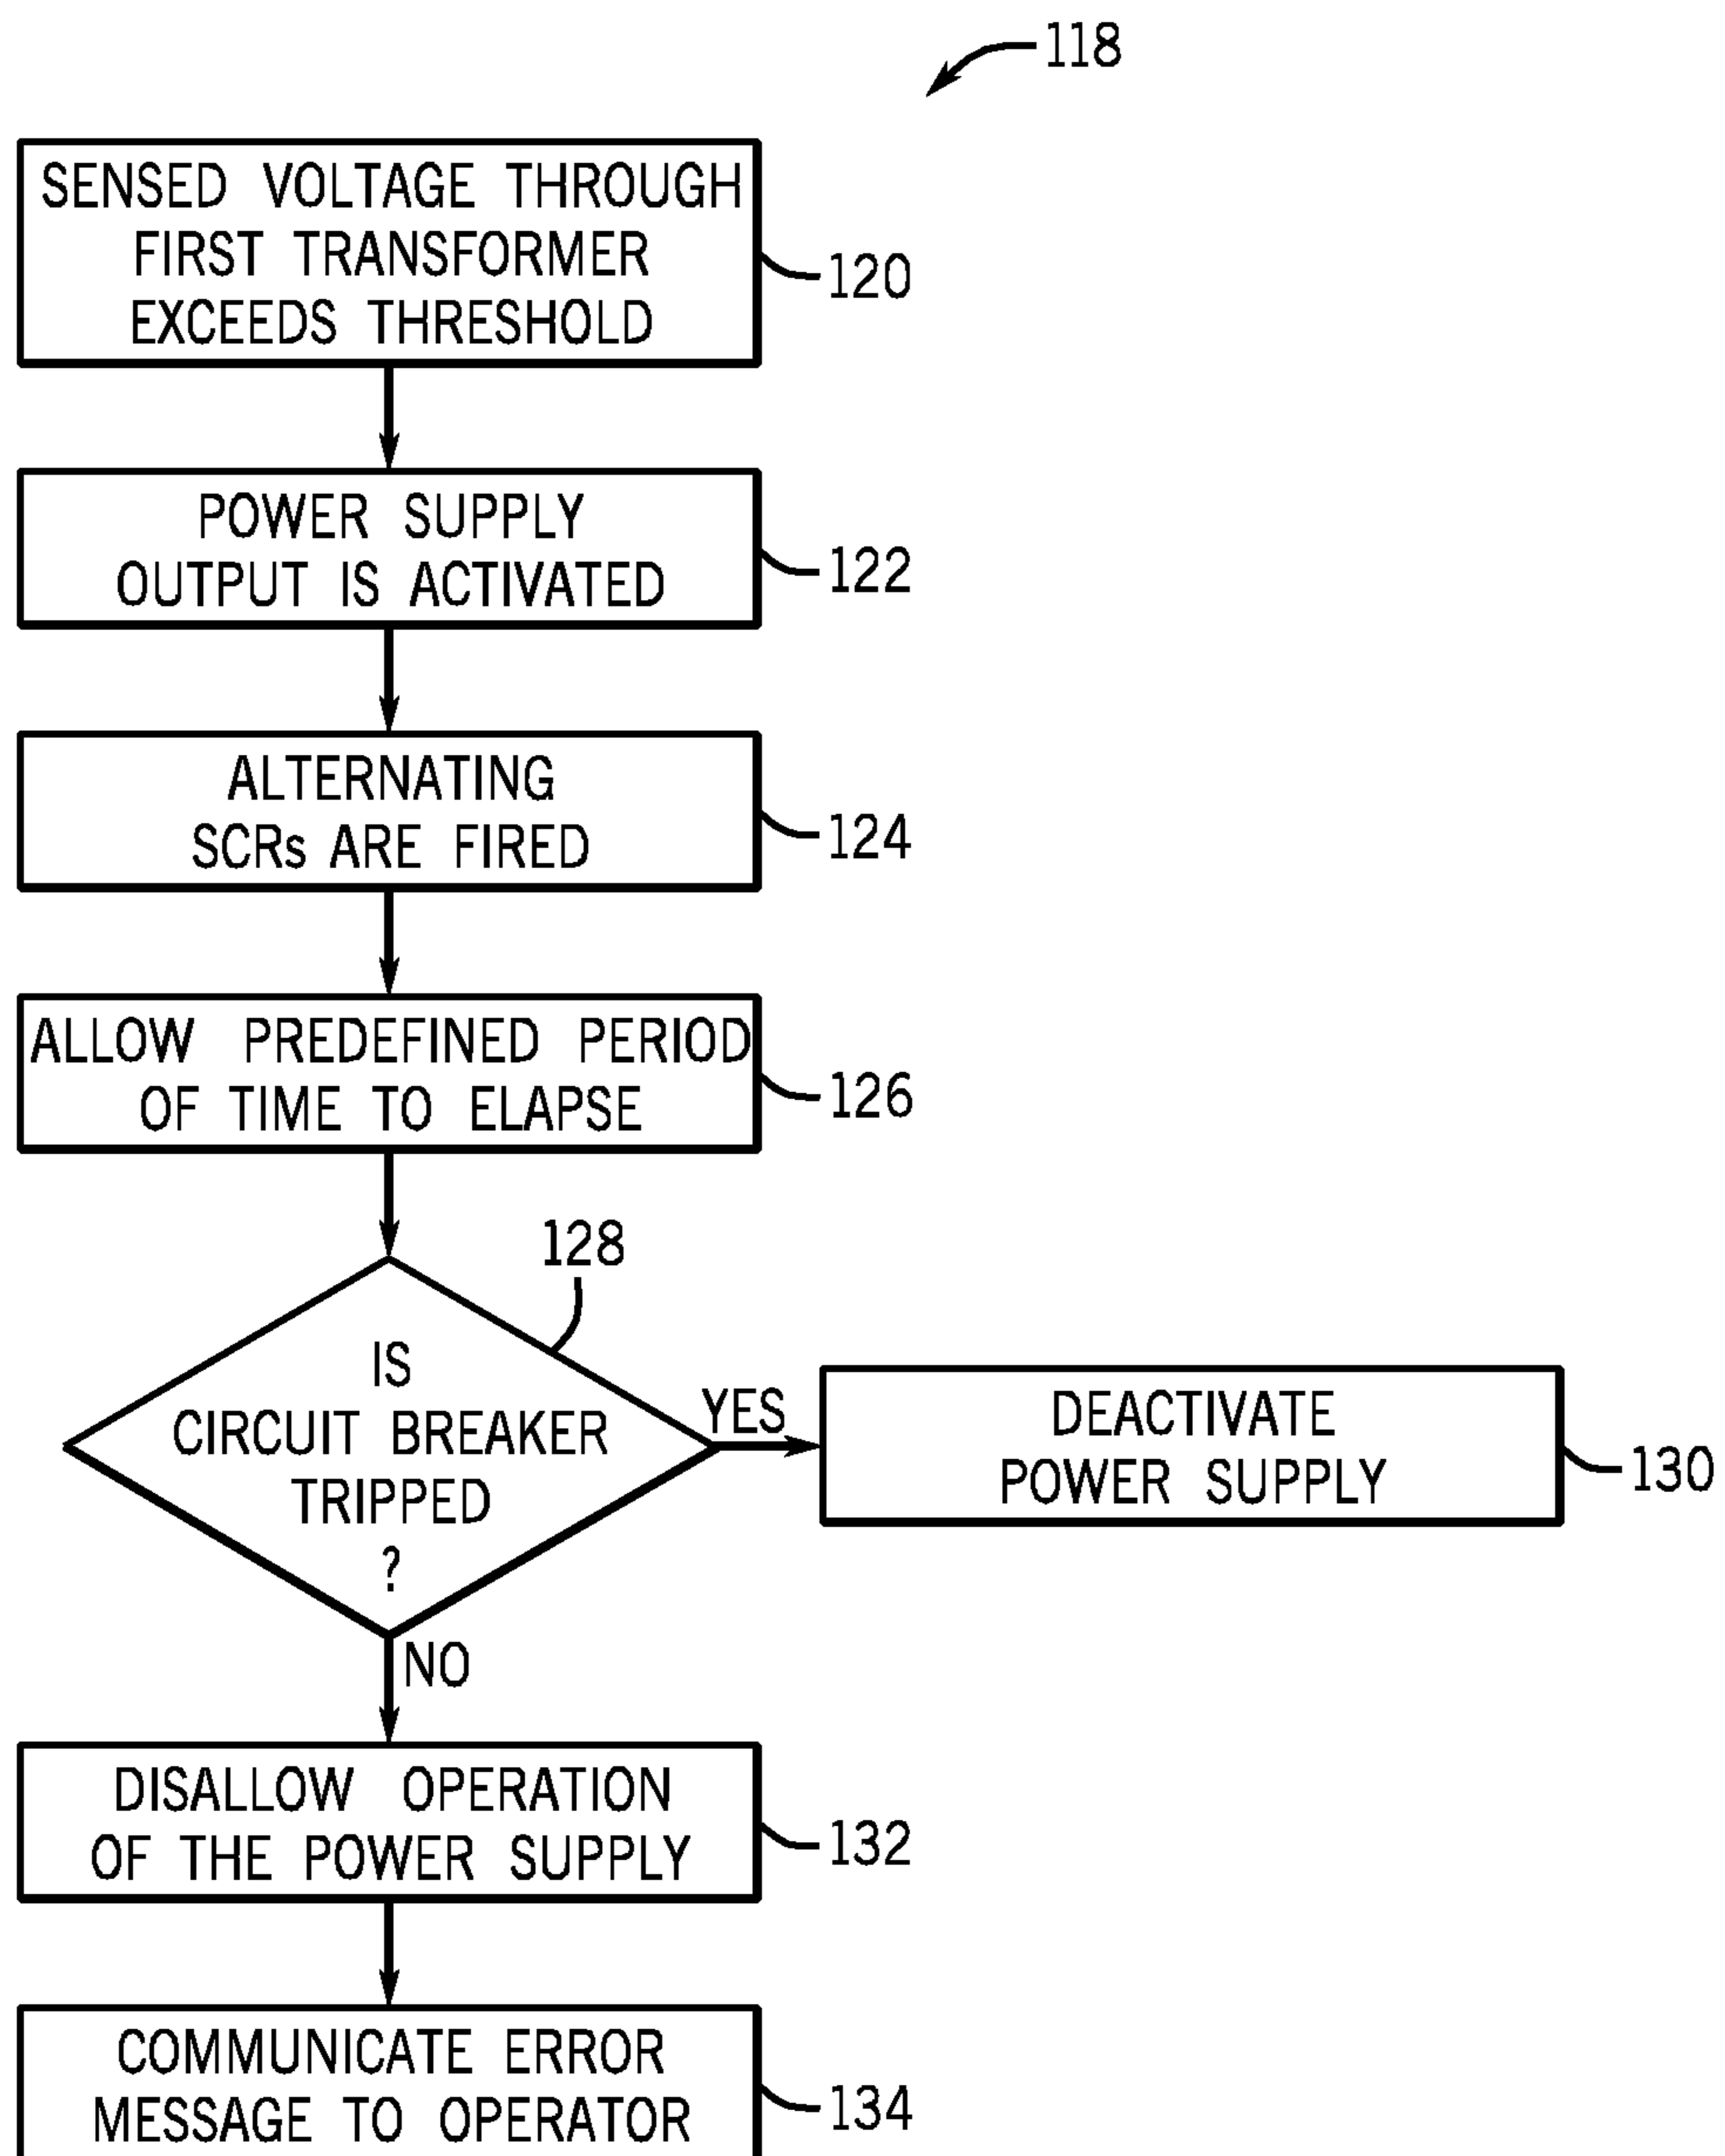 118
SENSED VOLTAGE THROUGH
FIRST TRANSFORMER
EXCEEDS THRESHOLD
120
POWER SUPPLY
OUTPUT IS ACTIVATED
122
ALTERNATING
SCRs ARE FIRED
124
ALLOW PREDEFINED PERIOD
OF TIME TO ELAPSE
126
128
IS
CIRCUIT BREAKER
TRIPPED
?
YES
DEACTIVATE
POWER SUPPLY
130
NO
DISALLOW OPERATION
OF THE POWER SUPPLY
132
COMMUNICATE ERROR
MESSAGE TO OPERATOR
134